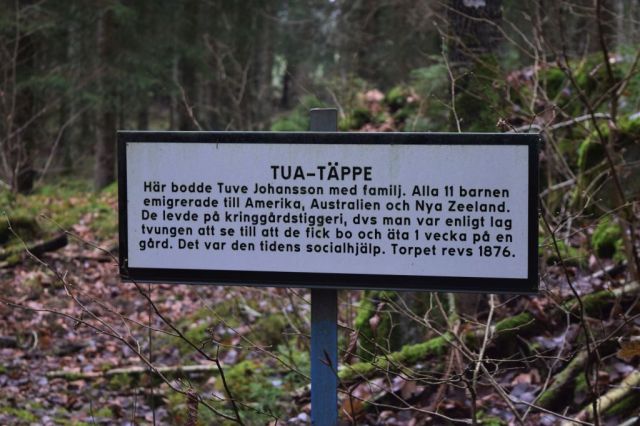 TUA-TÄPPE
Här bodde Tuve Johansson med familj. Alla 11 barnen
emigrerade till Amerika, Australien och Nya Zeeland.
De levde på kringgårdstiggeri, dvs man var enligt lag
tvungen att se till att de fick bo och äta 1 vecka på en
gård. Det var den tidens socialhjälp. Torpet revs 1876.